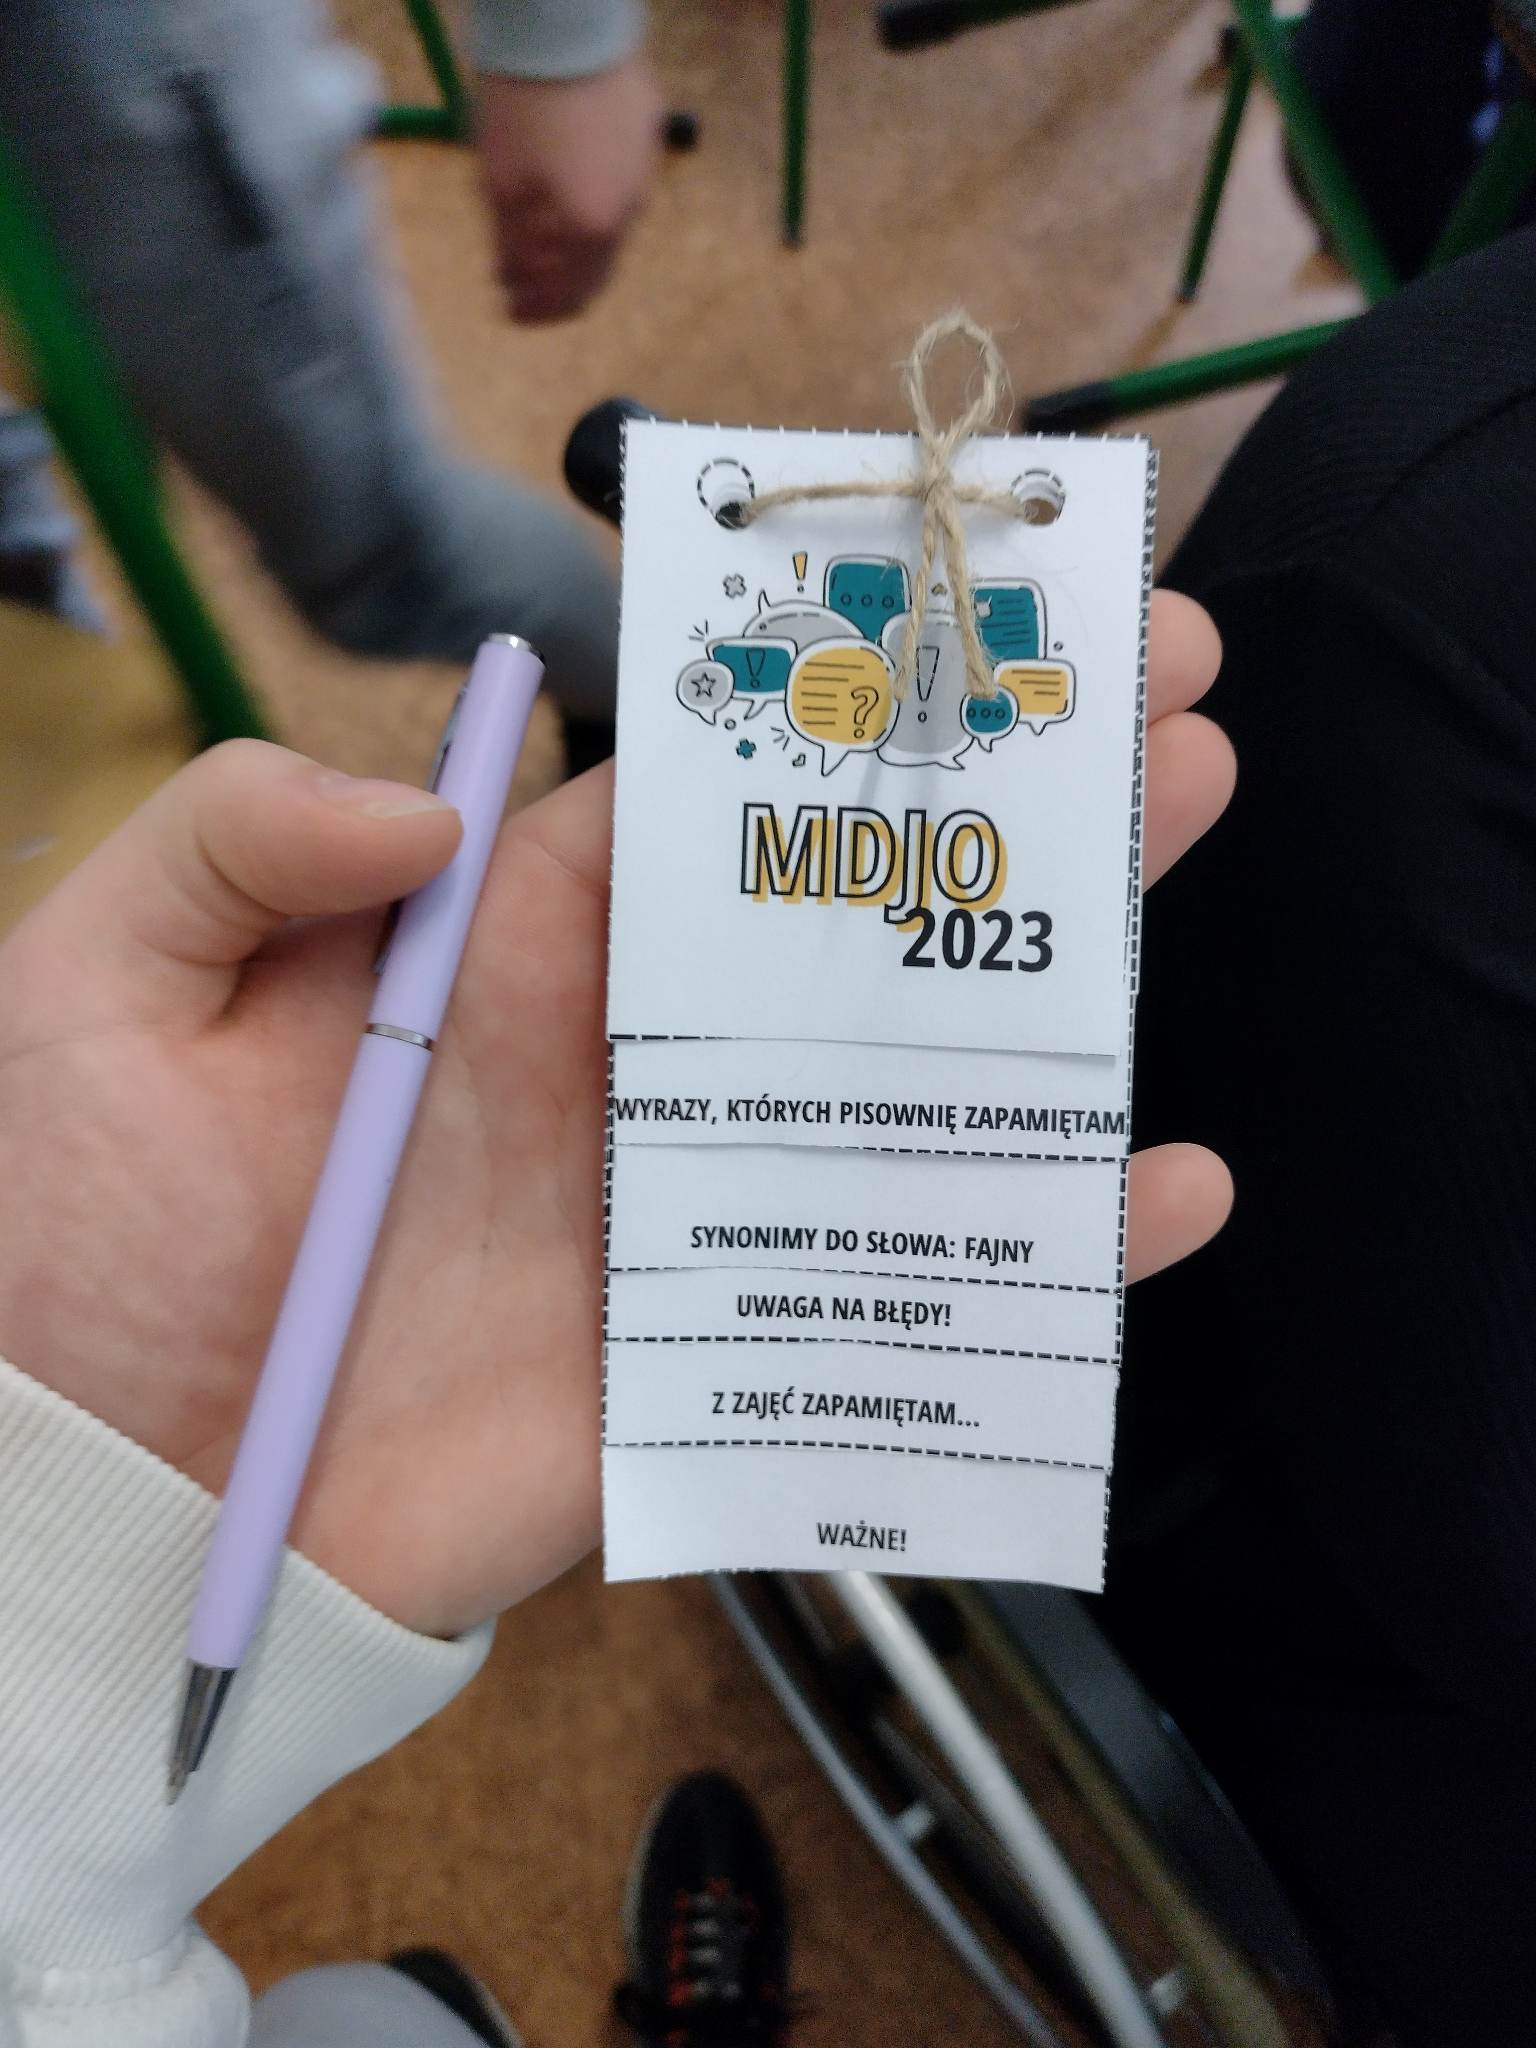 MDJO
2023
WYRAZY, KTÓRYCH PISOWNIĘ ZAPAMIĘTAM
SYNONIMY DO SŁOWA: FAJNY
UWAGA NA BŁĘDY!
Z ZAJĘĆ ZAPAMIĘTAM...
WAŻNE!